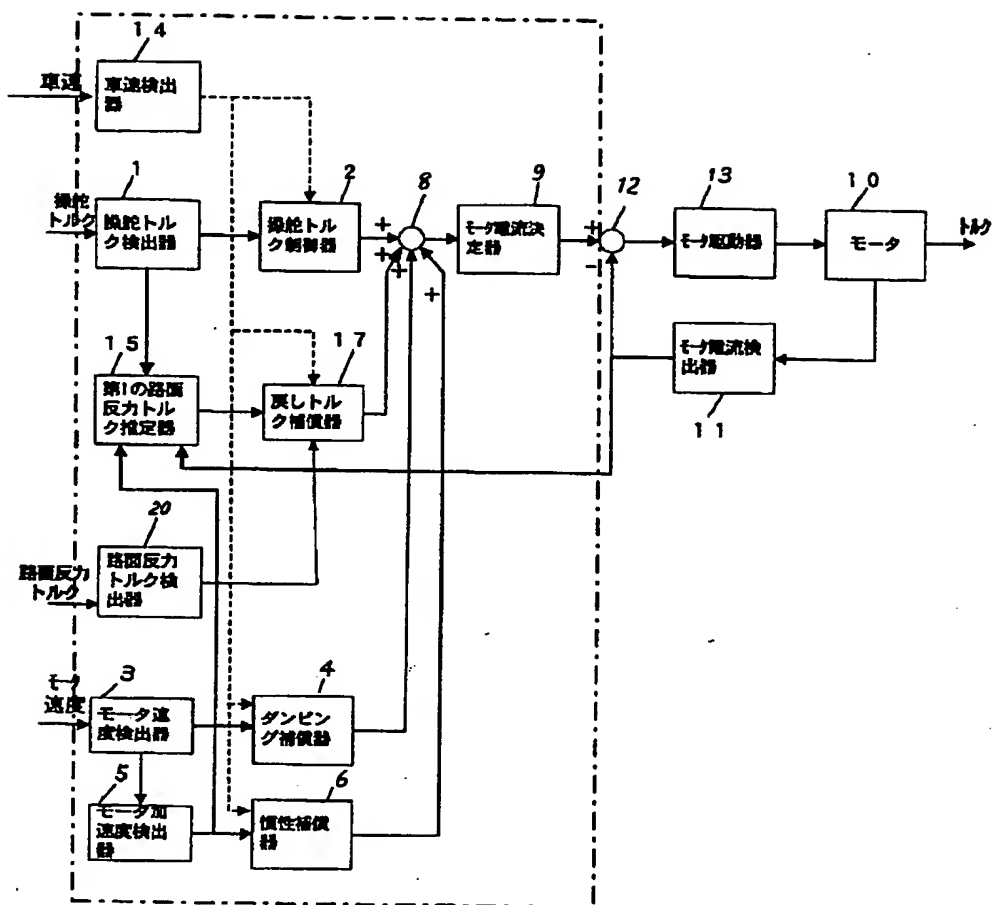 14
車速
車速検出
器
1
2
8
9
12
13
10
操舵
トルク
操舵トル
ク検出器
操舵トル
ク制御器
+
+
+
+
モータ電流決
定器
+
-
モータ駆動器
モータ
トルク
15
17
第1の路面
反力トル
ク推定器
戻しトル
ク補償器
モータ電流検
出器
11
20
路面反力
トルク
路面反力
トルク検
出器
モータ
速度
3
モータ速
度検出器
4
ダンピン
グ補償器
5
モータ加
速度検出
器
6
慣性補償
器